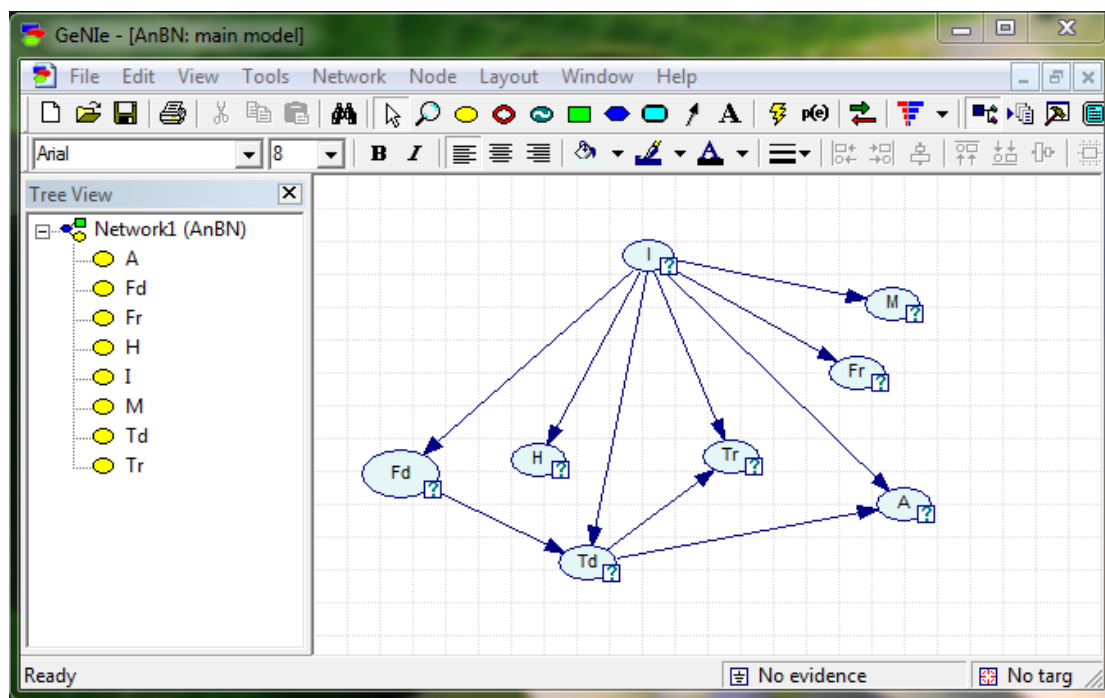 GeNIe - [AnBN: main model]
File Edit View Tools Network Node Layout Window Help
A p(e)
Arial 8 B I A
Tree View
Network1 (AnBN)
A
Fd
Fr
H
I
M
Td
Tr
I ?
M ?
Fr ?
Tr ?
H ?
Fd ?
A ?
Td ?
Ready No evidence No targ